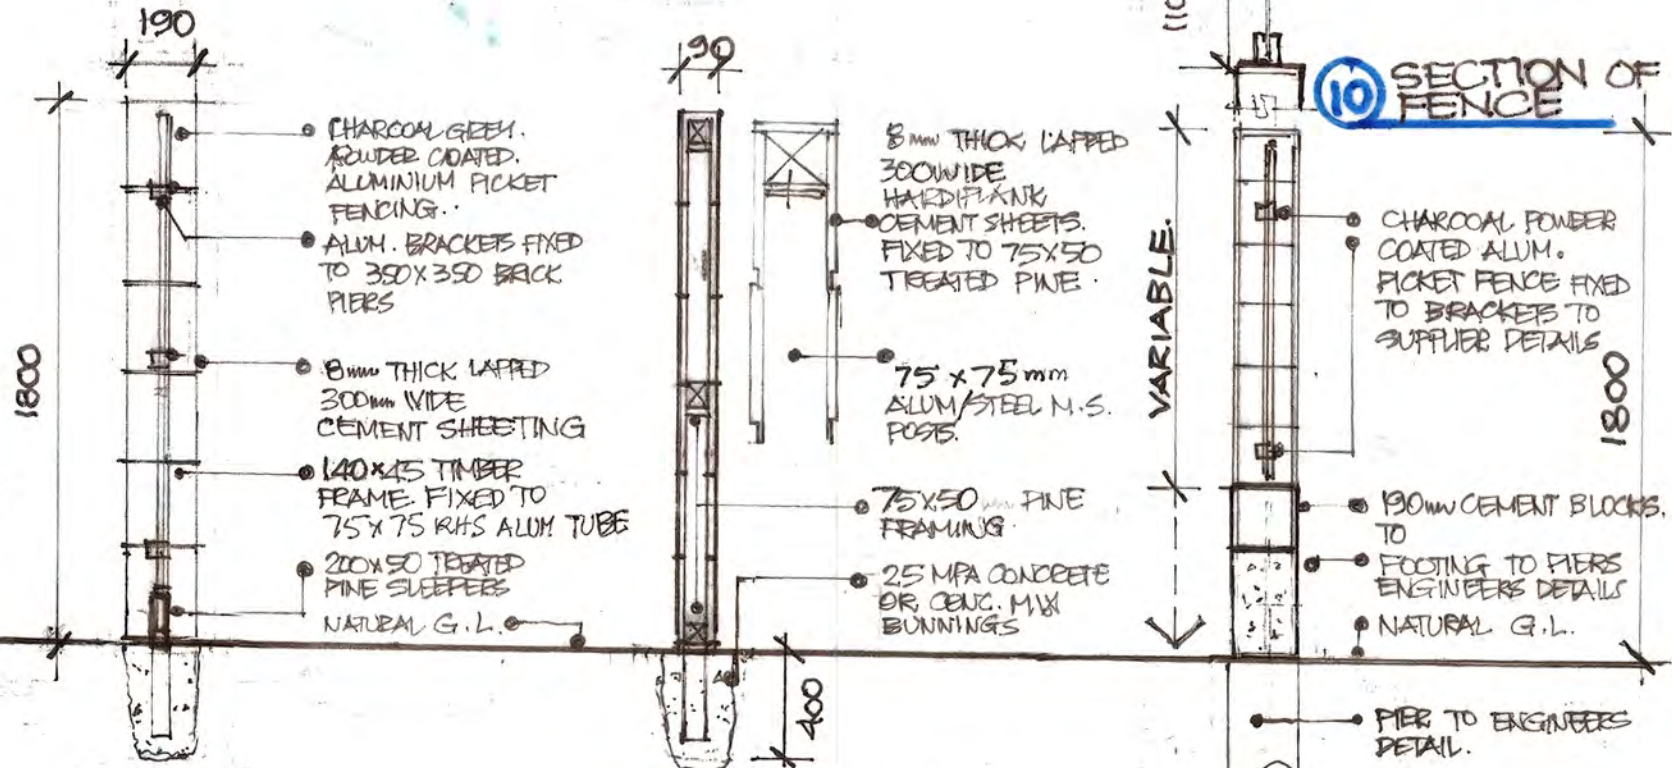 190
CHARCOAL GREY.
POWDER COATED.
ALUMINIUM PICKET
FENCING.
ALUM. BRACKETS FIXED
TO 350X350 BRICK
PIERS
8mm THICK LAPPED
300mm WIDE
CEMENT SHEETING
140x45 TIMBER
FRAME. FIXED TO
75x75 RHS ALUM TUBE
200x50 TREATED
PINE SLEEPERS
NATURAL G.L.
1800
90
8mm THICK LAPPED
300WIDE
HARDIPLANK
CEMENT SHEETS.
FIXED TO 75X50
TREATED PINE.
75 x 75mm
ALUM/STEEL M.S.
POSTS.
75X50 mm PINE
FRAMING
25 MPA CONCRETE
OR CONC. MIX
BUNNINGS
400
110
10 SECTION OF
FENCE
VARIABLE.
CHARCOAL POWDER
COATED ALUM.
PICKET FENCE FIXED
TO BRACKETS TO
SUPPLIER DETAILS
1800
190mm CEMENT BLOCKS.
TO
FOOTING TO PIERS
ENGINEERS DETAILS
NATURAL G.L.
PIER TO ENGINEERS
DETAIL.